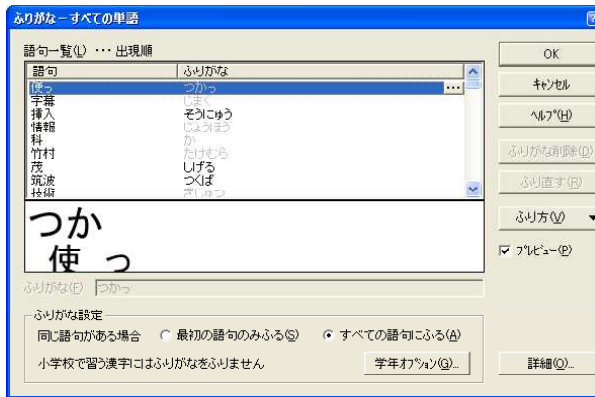 ふりがなーすべての単語
語句一覧(L) ･･･ 出現順
OK
語句 ふりがな
使っ つかっ ...
キャンセル
字幕 じまく
挿入 そうにゅう
ヘルプ(H)
情報 じょうほう
科 か
ふりがな削除(D)
竹村 たけむら
茂 しげる
ふり直す(R)
筑波 つくば
技術 ぎじゅつ
ふり方(V)
つか
使っ
プレビュー(P)
ふりがな(F) つかっ
ふりがな設定
同じ語句がある場合 最初の語句のみふる(S) すべての語句にふる(A)
小学校で習う漢字にはふりがなをふりません 学年オプション(G)...
詳細(O)...